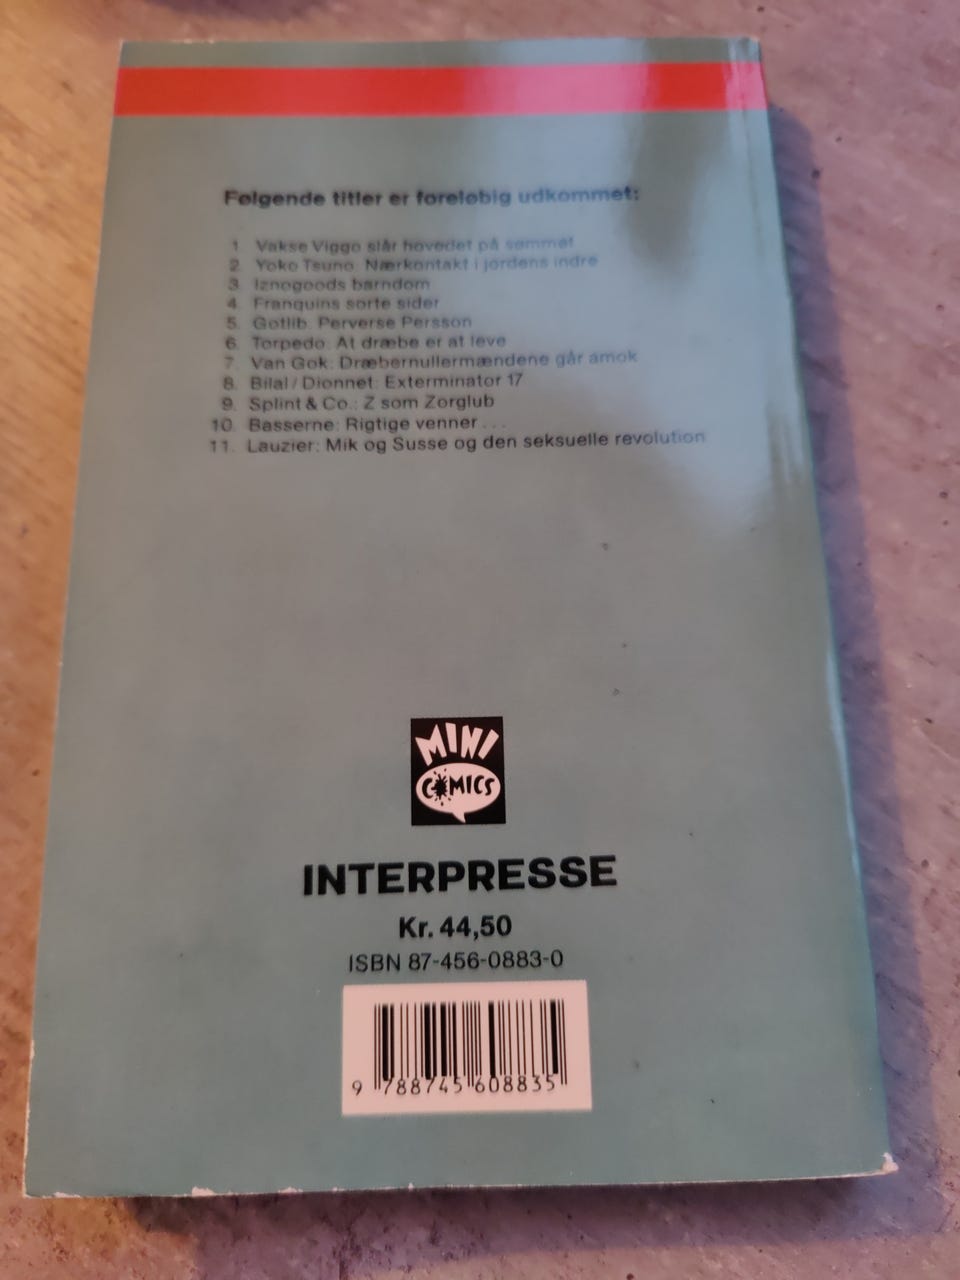 Følgende titler er foreløbig udkommet:
1. Vakse Viggo slår hovedet på sømmet
2. Yoko Tsuno: Nærkontakt i jordens indre
3. Iznogoods barndom
4. Franquins sorte sider
5. Gotlib: Perverse Persson
6. Torpedo: At dræbe er at leve
7. Van Gok: Dræbernullermændene går amok
8. Bilal / Dionnet: Exterminator 17
9. Splint & Co.: Z som Zorglub
10. Basserne: Rigtige venner . . .
11. Lauzier: Mik og Susse og den seksuelle revolution
MINI
COMICS
INTERPRESSE
Kr. 44,50
ISBN 87-456-0883-0
9 788745 608835